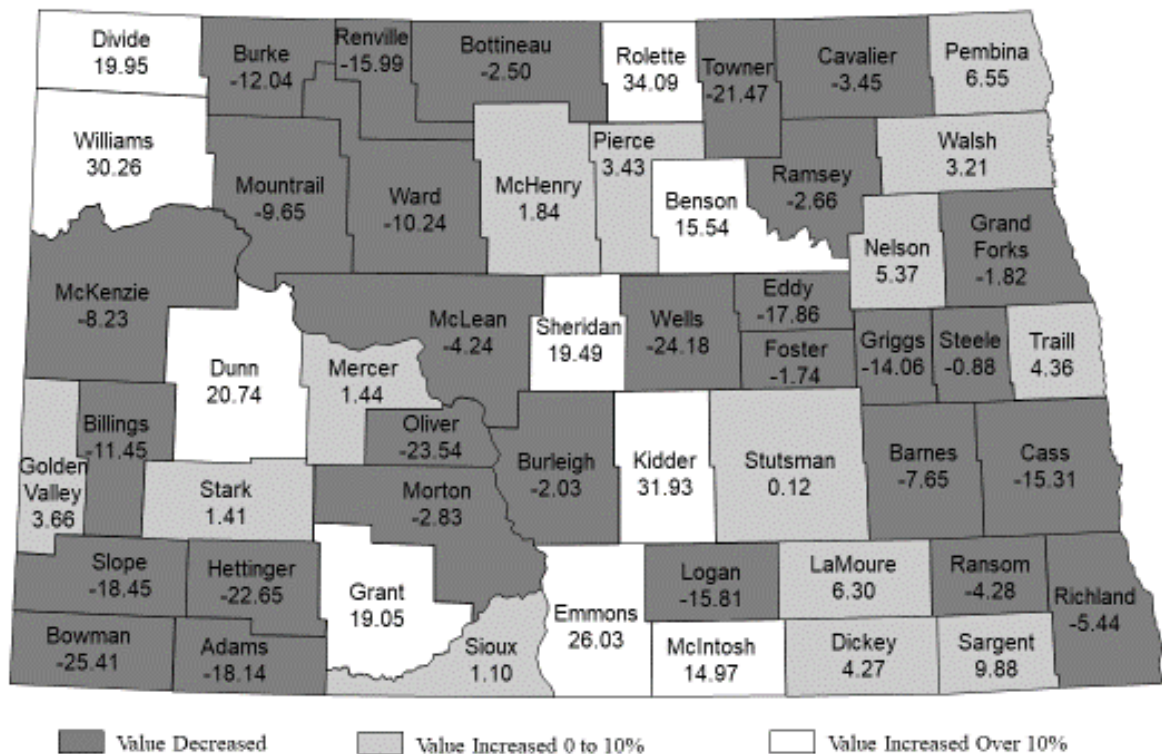 Divide
19.95
Burke
-12.04
Renville
-15.99
Bottineau
-2.50
Rolette
34.09
Towner
-21.47
Cavalier
-3.45
Pembina
6.55
Williams
30.26
Mountrail
-9.65
Ward
-10.24
McHenry
1.84
Pierce
3.43
Benson
15.54
Ramsey
-2.66
Walsh
3.21
Nelson
5.37
Grand
Forks
-1.82
McKenzie
-8.23
Dunn
20.74
Mercer
1.44
McLean
-4.24
Sheridan
19.49
Wells
-24.18
Eddy
-17.86
Foster
-1.74
Griggs
-14.06
Steele
-0.88
Traill
4.36
Golden
Valley
3.66
Billings
-11.45
Stark
1.41
Oliver
-23.54
Morton
-2.83
Burleigh
-2.03
Kidder
31.93
Stutsman
0.12
Barnes
-7.65
Cass
-15.31
Slope
-18.45
Hettinger
-22.65
Grant
19.05
Sioux
1.10
Emmons
26.03
Logan
-15.81
LaMoure
6.30
Ransom
-4.28
Richland
-5.44
Bowman
-25.41
Adams
-18.14
McIntosh
14.97
Dickey
4.27
Sargent
9.88
Value Decreased
Value Increased 0 to 10%
Value Increased Over 10%